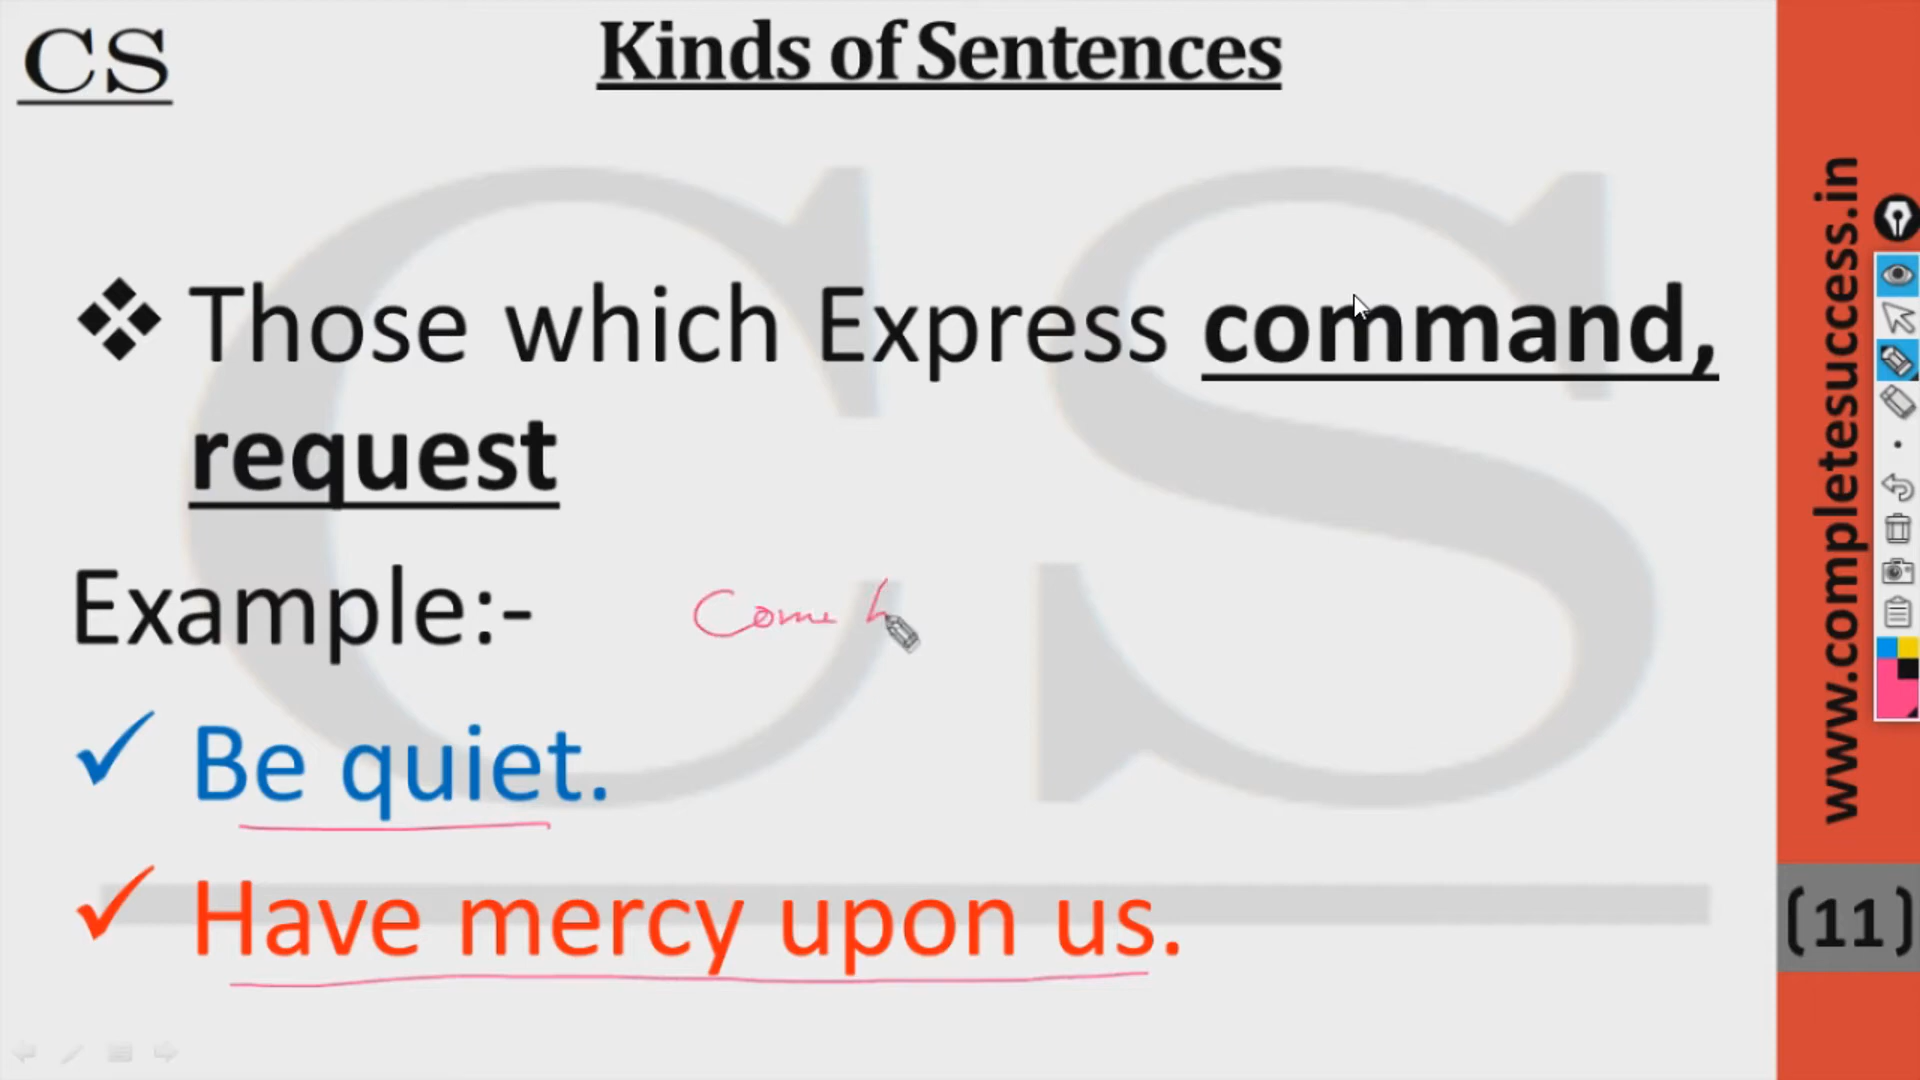 CS
Kinds of Sentences
❖ Those which Express command,
request
Example:-
Come h
✓ Be quiet.
✓ Have mercy upon us.
www.completesuccess.in
(11)